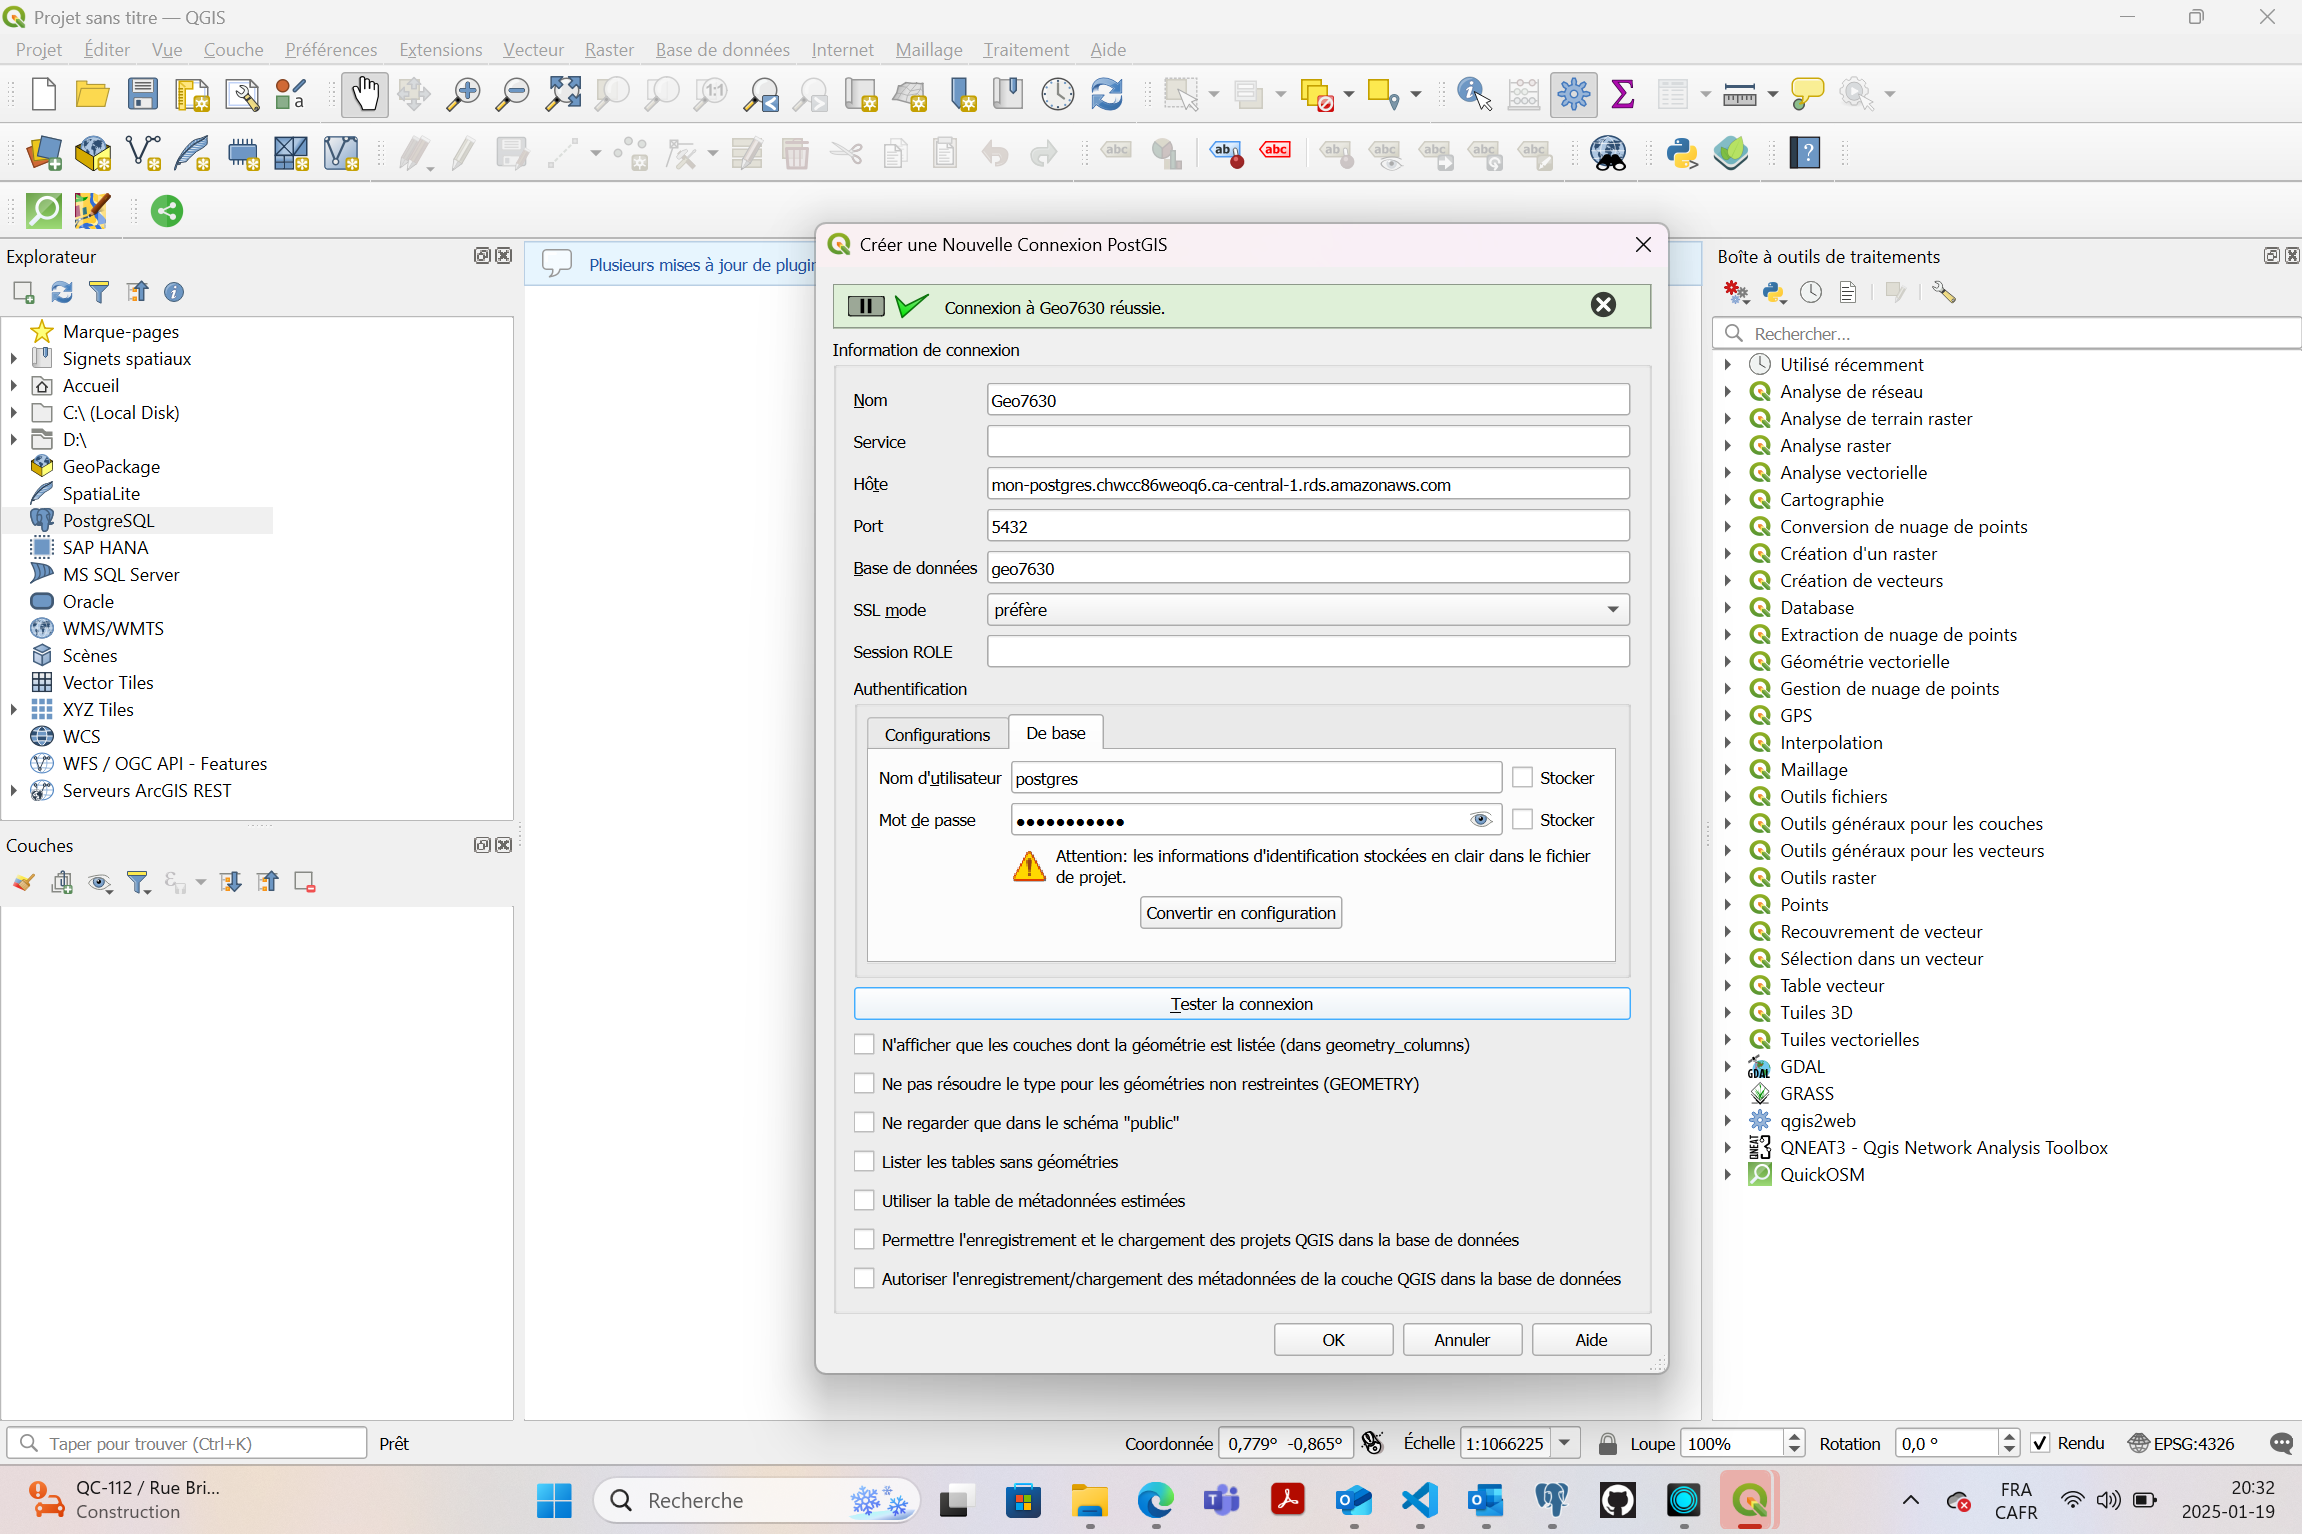 Projet sans titre — QGIS
Projet Éditer Vue Couche Préférences Extensions Vecteur Raster Base de données Internet Maillage Traitement Aide
Explorateur
Marque-pages
Signets spatiaux
Accueil
C:\ (Local Disk)
D:\
GeoPackage
SpatiaLite
PostgreSQL
SAP HANA
MS SQL Server
Oracle
WMS/WMTS
Scènes
Vector Tiles
XYZ Tiles
WCS
WFS / OGC API - Features
Serveurs ArcGIS REST
Couches
Plusieurs mises à jour de plugin
Créer une Nouvelle Connexion PostGIS
Connexion à Geo7630 réussie.
Information de connexion
Nom Geo7630
Service
Hôte mon-postgres.chwcc86weoq6.ca-central-1.rds.amazonaws.com
Port 5432
Base de données geo7630
SSL mode préfère
Session ROLE
Authentification
Configurations De base
Nom d'utilisateur postgres Stocker
Mot de passe ●●●●●●●●●●● Stocker
Attention: les informations d'identification stockées en clair dans le fichier
de projet.
Convertir en configuration
Tester la connexion
N'afficher que les couches dont la géométrie est listée (dans geometry_columns)
Ne pas résoudre le type pour les géométries non restreintes (GEOMETRY)
Ne regarder que dans le schéma "public"
Lister les tables sans géométries
Utiliser la table de métadonnées estimées
Permettre l'enregistrement et le chargement des projets QGIS dans la base de données
Autoriser l'enregistrement/chargement des métadonnées de la couche QGIS dans la base de données
OK Annuler Aide
Boîte à outils de traitements
Rechercher...
Utilisé récemment
Analyse de réseau
Analyse de terrain raster
Analyse raster
Analyse vectorielle
Cartographie
Conversion de nuage de points
Création d'un raster
Création de vecteurs
Database
Extraction de nuage de points
Géométrie vectorielle
Gestion de nuage de points
GPS
Interpolation
Maillage
Outils fichiers
Outils généraux pour les couches
Outils généraux pour les vecteurs
Outils raster
Points
Recouvrement de vecteur
Sélection dans un vecteur
Table vecteur
Tuiles 3D
Tuiles vectorielles
GDAL
GRASS
qgis2web
QNEAT3 - Qgis Network Analysis Toolbox
QuickOSM
Taper pour trouver (Ctrl+K) Prêt Coordonnée 0,779° -0,865° Échelle 1:1066225 Loupe 100% Rotation 0,0 ° Rendu EPSG:4326
QC-112 / Rue Bri...
Construction
Recherche
FRA
CAFR
20:32
2025-01-19